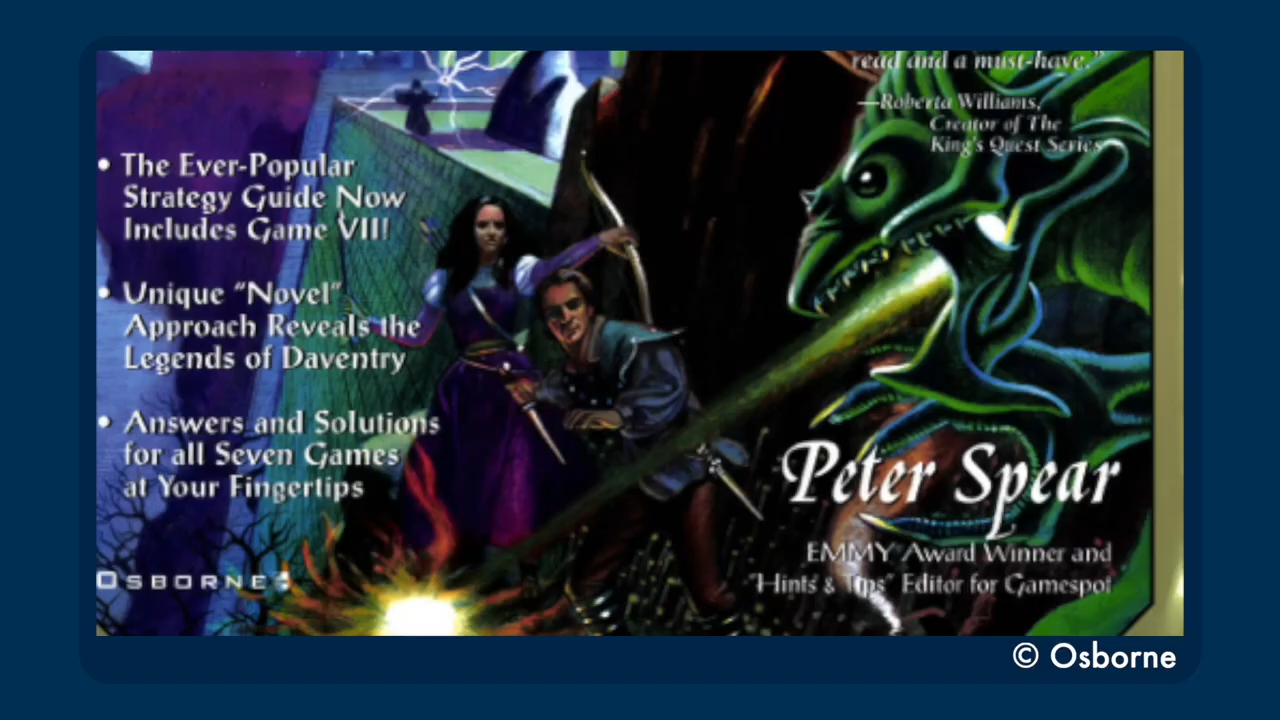 read and a must-have."
—Roberta Williams,
Creator of The
King's Quest Series
• The Ever-Popular
Strategy Guide Now
Includes Game VII!
• Unique "Novel"
Approach Reveals the
Legends of Daventry
• Answers and Solutions
for all Seven Games
at Your Fingertips
Peter Spear
EMMY Award Winner and
"Hints & Tips" Editor for Gamespot
OSBORNE
© Osborne